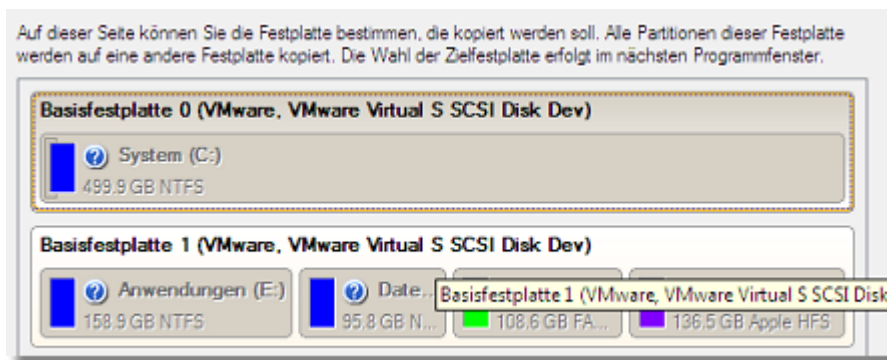 Auf dieser Seite können Sie die Festplatte bestimmen, die kopiert werden soll. Alle Partitionen dieser Festplatte
werden auf eine andere Festplatte kopiert. Die Wahl der Zielfestplatte erfolgt im nächsten Programmfenster.
Basisfestplatte 0 (VMware, VMware Virtual S SCSI Disk Dev)
System (C:)
499.9 GB NTFS
Basisfestplatte 1 (VMware, VMware Virtual S SCSI Disk Dev)
Anwendungen (E:) Date... Basisfestplatte 1 (VMware, VMware Virtual S SCSI Disk
158.9 GB NTFS 95.8 GB N... 108.6 GB FA... 136.5 GB Apple HFS